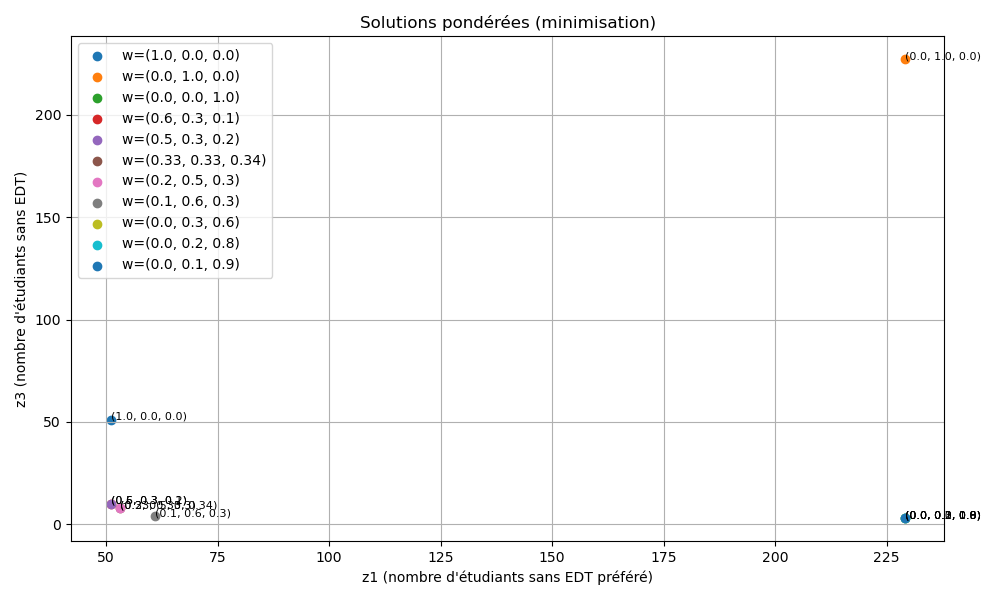 Solutions pondérées (minimisation)
w=(1.0, 0.0, 0.0)
w=(0.0, 1.0, 0.0)
w=(0.0, 0.0, 1.0)
w=(0.6, 0.3, 0.1)
w=(0.5, 0.3, 0.2)
w=(0.33, 0.33, 0.34)
w=(0.2, 0.5, 0.3)
w=(0.1, 0.6, 0.3)
w=(0.0, 0.3, 0.6)
w=(0.0, 0.2, 0.8)
w=(0.0, 0.1, 0.9)
(0.0, 1.0, 0.0)
(1.0, 0.0, 0.0)
(0.1, 0.6, 0.3)
z3 (nombre d'étudiants sans EDT)
200
150
100
50
0
50 75 100 125 150 175 200 225
z1 (nombre d'étudiants sans EDT préféré)